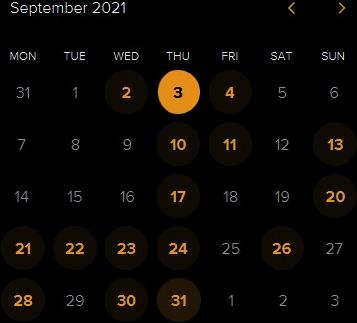 September 2021 < >
MON TUE WED THU FRI SAT SUN
31 1 2 3 4 5 6
7 8 9 10 11 12 13
14 15 16 17 18 19 20
21 22 23 24 25 26 27
28 29 30 31 1 2 3